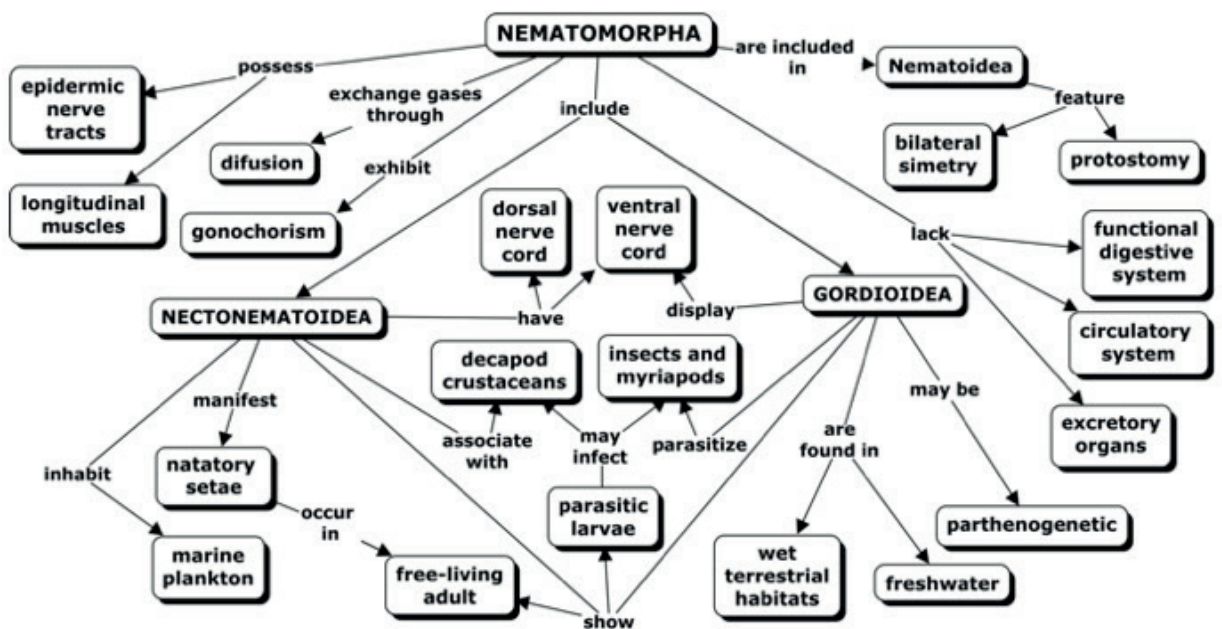 NEMATOMORPHA
are included
in
Nematoidea
possess
epidermic
nerve
tracts
exchange gases
through
include
feature
difusion
exhibit
bilateral
simetry
protostomy
longitudinal
muscles
gonochorism
dorsal
nerve
cord
ventral
nerve
cord
lack
functional
digestive
system
NECTONEMATOIDEA
have
display
GORDIOIDEA
circulatory
system
decapod
crustaceans
insects and
myriapods
manifest
may be
associate
with
may
infect
parasitize
are
found in
excretory
organs
inhabit
natatory
setae
occur
in
parasitic
larvae
parthenogenetic
marine
plankton
free-living
adult
show
wet
terrestrial
habitats
freshwater